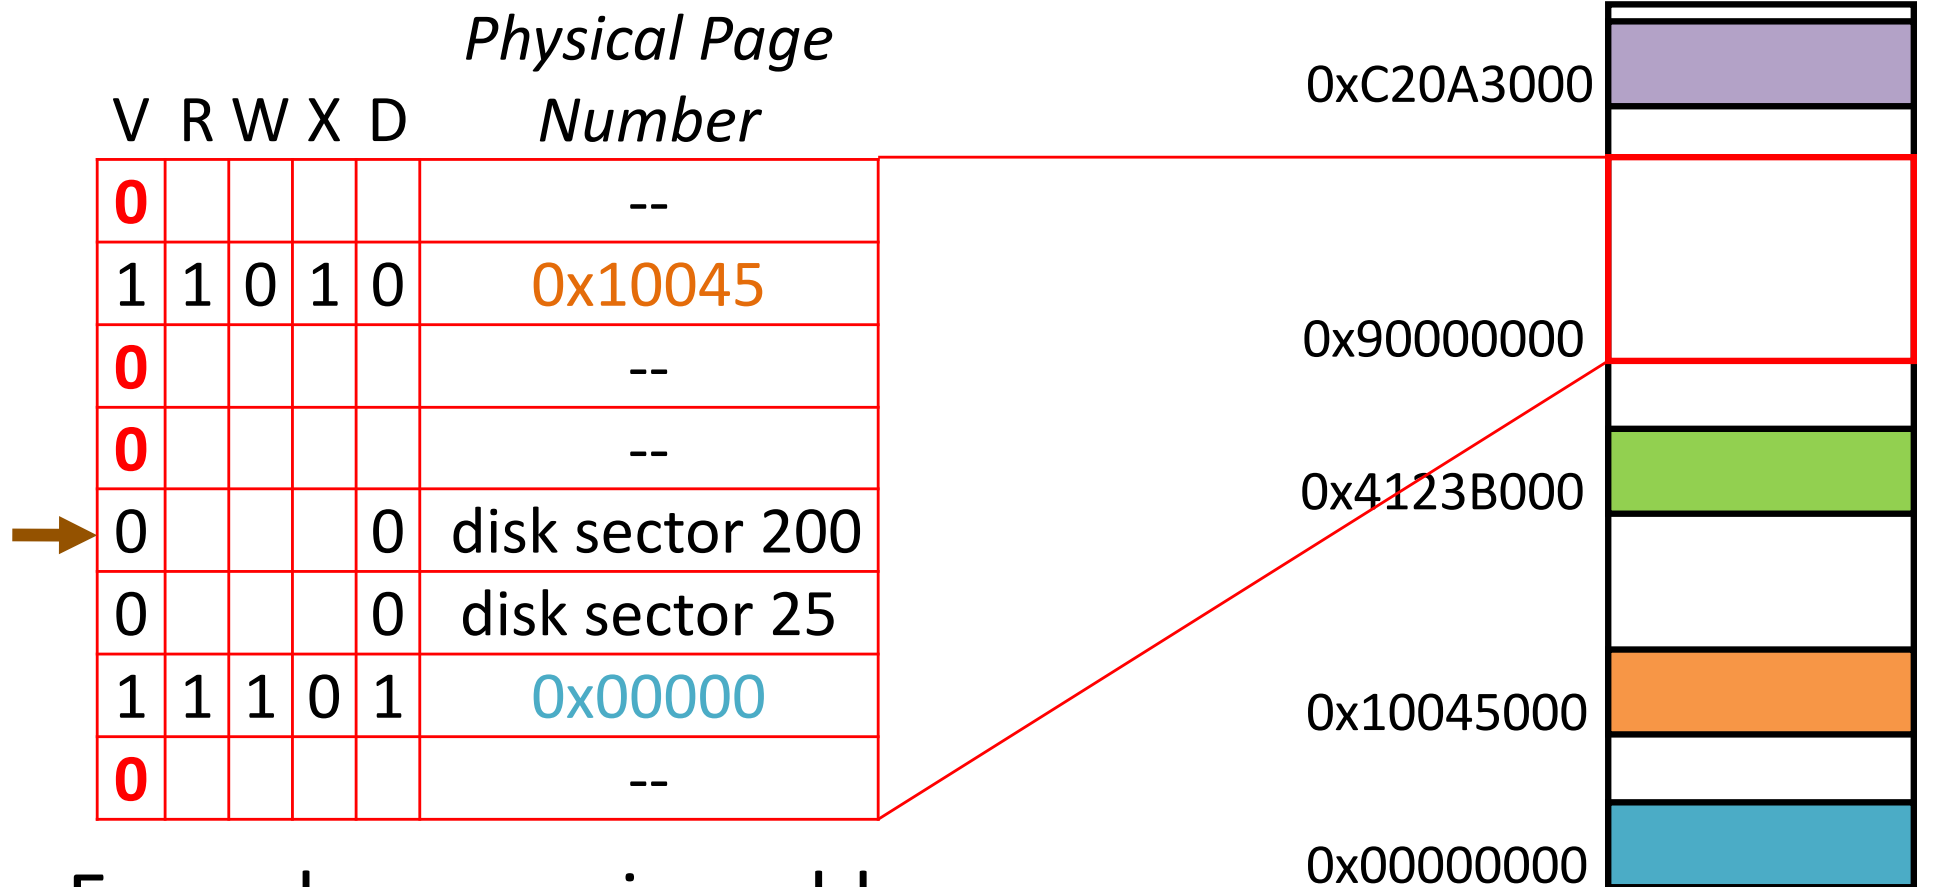 Physical Page
Number
V R W X D
0 --
1 1 0 1 0 0x10045
0 --
0 --
0 0 disk sector 200
0 0 disk sector 25
1 1 1 0 1 0x00000
0 --
0xC20A3000
0x90000000
0x4123B000
0x10045000
0x00000000